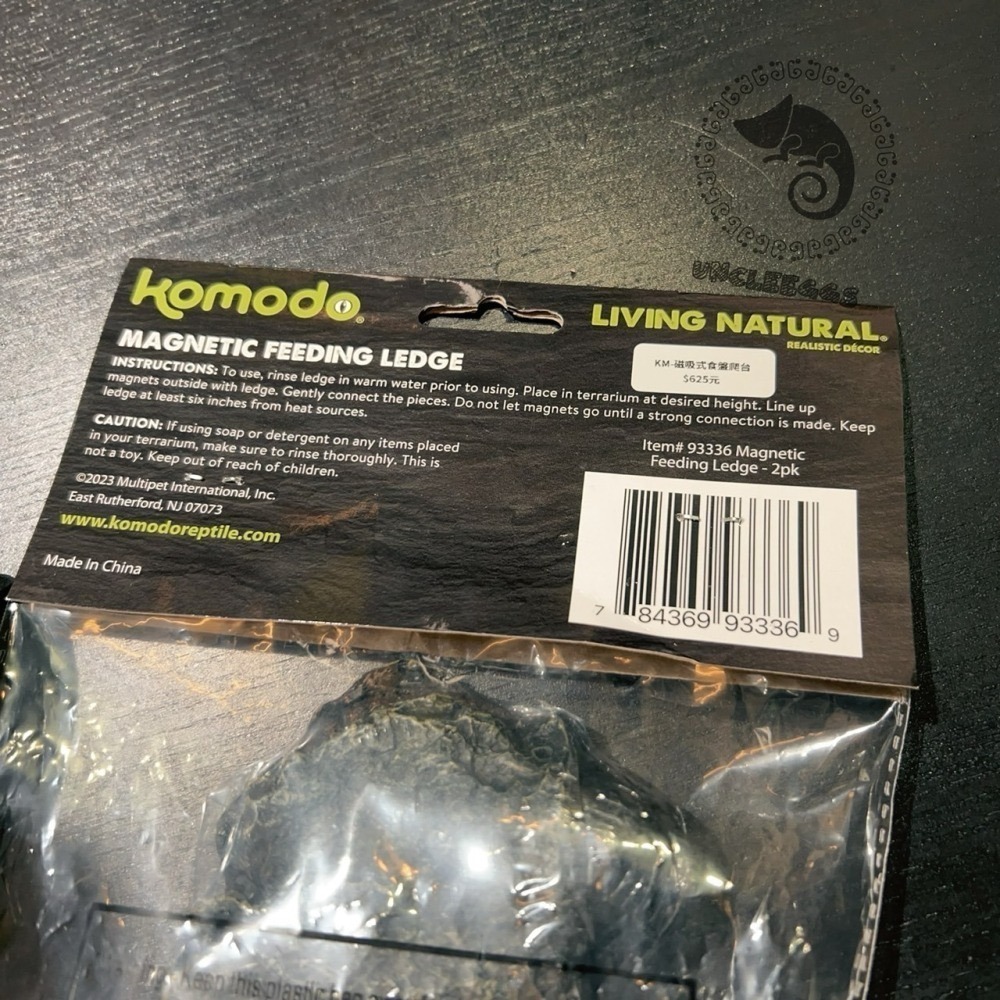 UNCLEEGGS
komodo®
LIVING NATURAL®
REALISTIC DÉCOR
MAGNETIC FEEDING LEDGE
KM-磁吸式食盤爬台
$625元
INSTRUCTIONS: To use, rinse ledge in warm water prior to using. Place in terrarium at desired height. Line up
magnets outside with ledge. Gently connect the pieces. Do not let magnets go until a strong connection is made. Keep
ledge at least six inches from heat sources.
CAUTION: If using soap or detergent on any items placed
in your terrarium, make sure to rinse thoroughly. This is
not a toy. Keep out of reach of children.
©2023 Multipet International, Inc.
East Rutherford, NJ 07073
www.komodoreptile.com
Made In China
Item# 93336 Magnetic
Feeding Ledge - 2pk
7 84369 93336 9
Keep this plastic bag